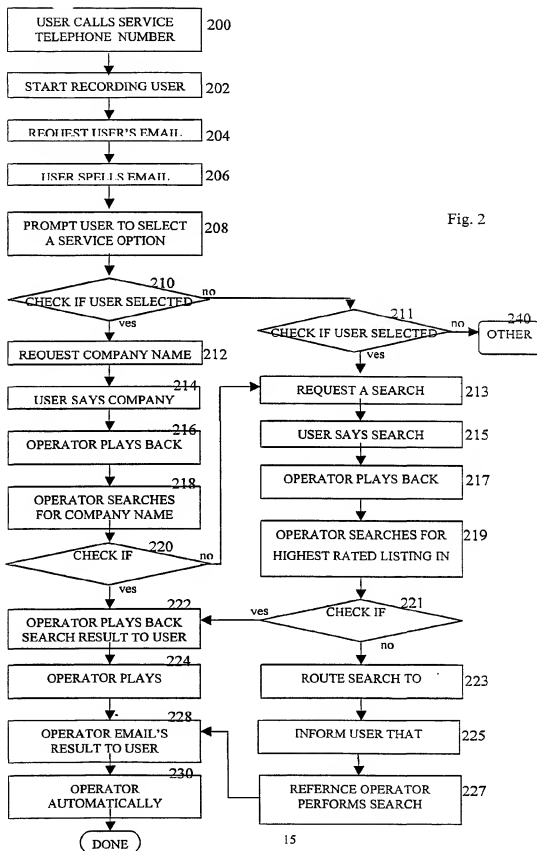 USER CALLS SERVICE
TELEPHONE NUMBER
200
START RECORDING USER
202
REQUEST USER'S EMAIL
204
USER SPELLS EMAIL
206
PROMPT USER TO SELECT
A SERVICE OPTION
208
Fig. 2
210
CHECK IF USER SELECTED
no
yes
211
CHECK IF USER SELECTED
no
yes
240
OTHER
REQUEST COMPANY NAME
212
214
USER SAYS COMPANY
216
OPERATOR PLAYS BACK
218
OPERATOR SEARCHES
FOR COMPANY NAME
220
CHECK IF
no
yes
REQUEST A SEARCH
213
USER SAYS SEARCH
215
OPERATOR PLAYS BACK
217
OPERATOR SEARCHES FOR
HIGHEST RATED LISTING IN
219
221
CHECK IF
yes
no
222
OPERATOR PLAYS BACK
SEARCH RESULT TO USER
224
OPERATOR PLAYS
228
OPERATOR EMAIL'S
RESULT TO USER
230
OPERATOR
AUTOMATICALLY
DONE
ROUTE SEARCH TO
223
INFORM USER THAT
225
REFERNCE OPERATOR
PERFORMS SEARCH
227
15